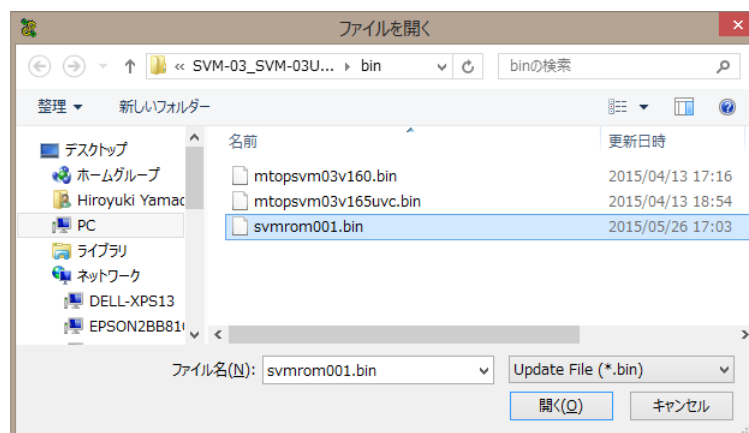 ファイルを開く
« SVM-03_SVM-03U... ▸ bin
binの検索
整理 ▼ 新しいフォルダー
デスクトップ
ホームグループ
Hiroyuki Yamac
PC
ライブラリ
ネットワーク
DELL-XPS13
EPSON2BB81
名前 更新日時
mtopsvm03v160.bin 2015/04/13 17:16
mtopsvm03v165uvc.bin 2015/04/13 18:54
svmrom001.bin 2015/05/26 17:03
ファイル名(N): svmrom001.bin Update File (*.bin)
開く(O) キャンセル